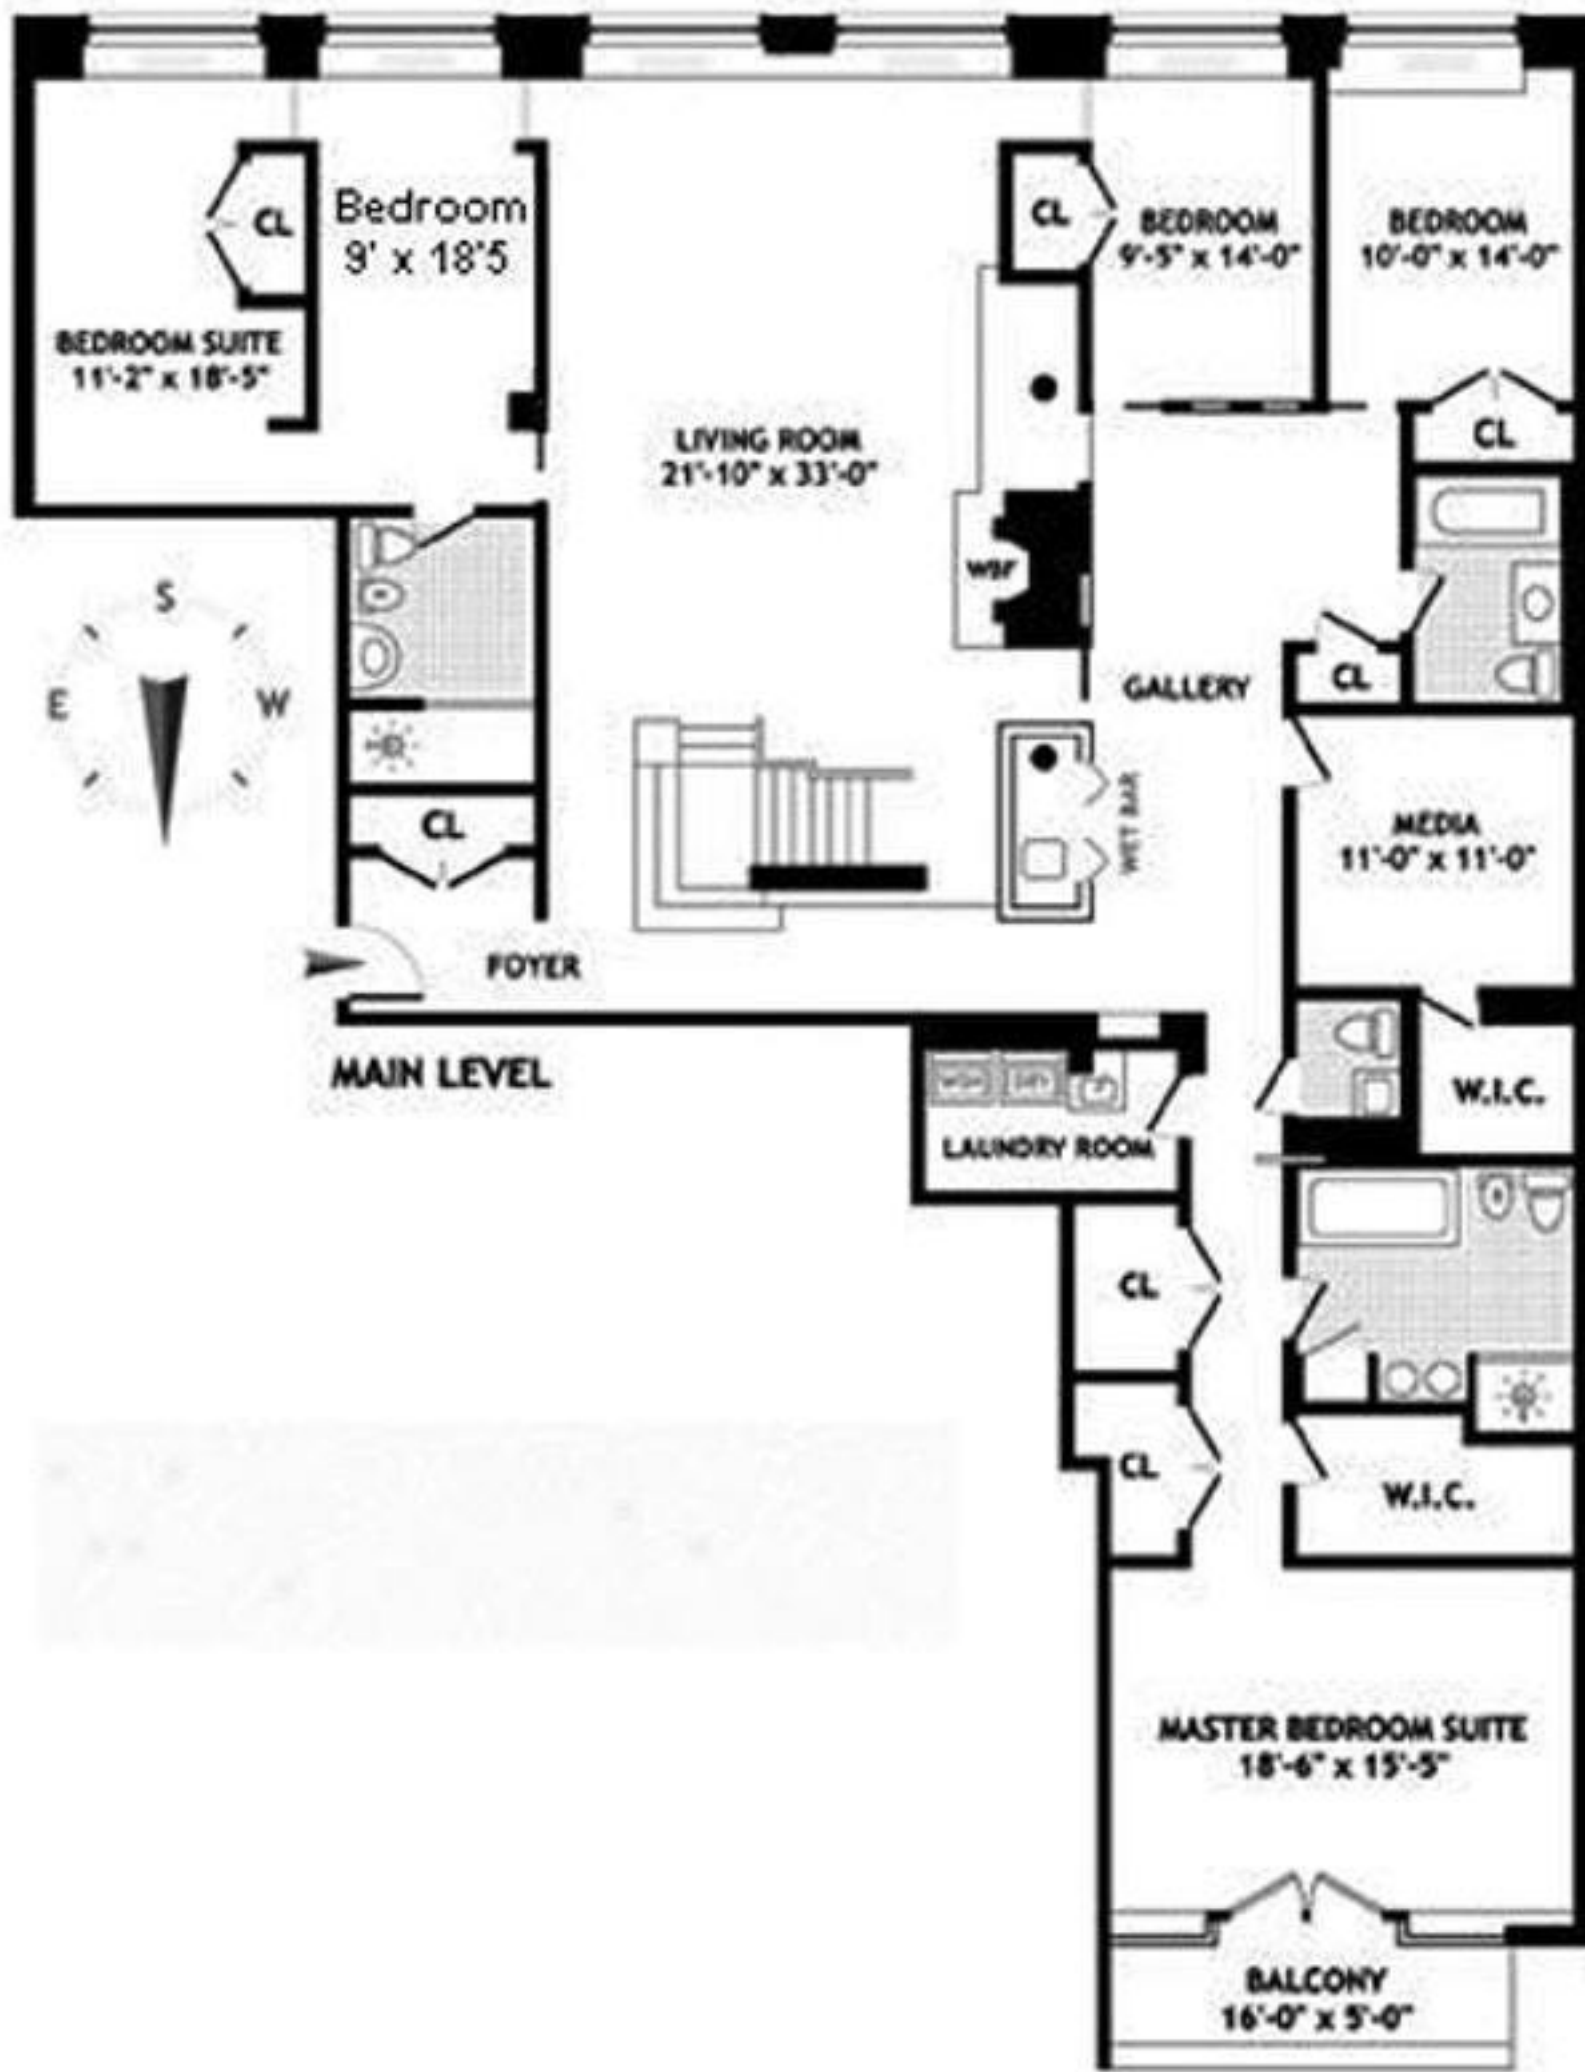 CL
Bedroom
9' x 18'5
CL
BEDROOM
9'-5" x 14'-0"
BEDROOM
10'-0" x 14'-0"
BEDROOM SUITE
11'-2" x 18'-5"
LIVING ROOM
21'-10" x 33'-0"
CL
WBF
S
E
W
GALLERY
CL
CL
WET BAR
MEDIA
11'-0" x 11'-0"
FOYER
MAIN LEVEL
WSH
DRY
LAUNDRY ROOM
W.I.C.
CL
CL
W.I.C.
MASTER BEDROOM SUITE
18'-6" x 15'-5"
BALCONY
16'-0" x 5'-0"